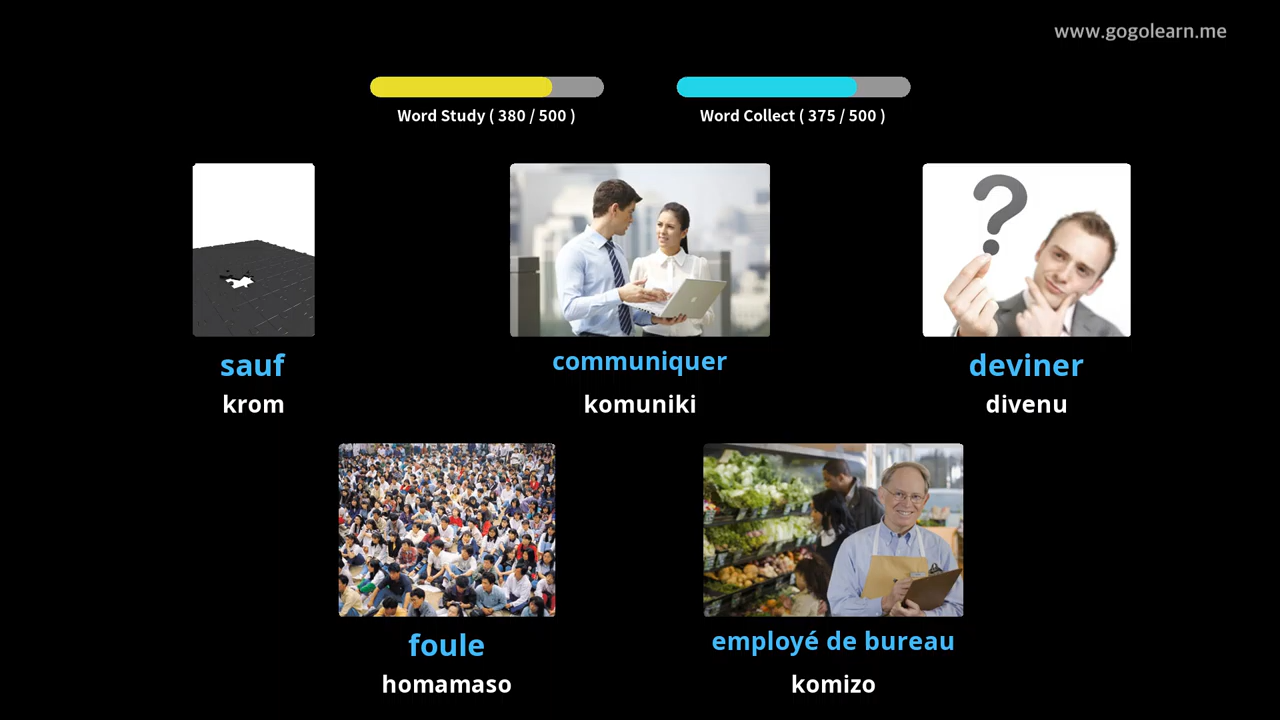 www.gogolearn.me
Word Study ( 380 / 500 )
Word Collect ( 375 / 500 )
sauf
krom
communiquer
komuniki
deviner
divenu
foule
homamaso
employé de bureau
komizo